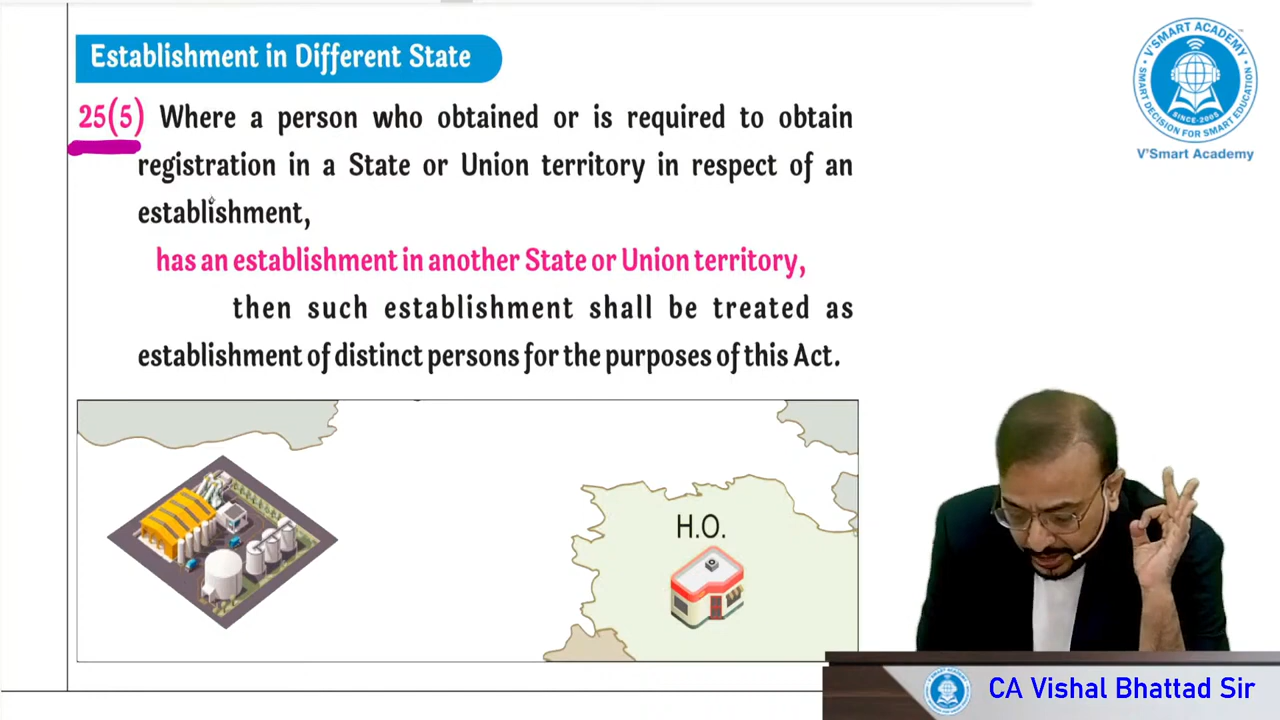 Establishment in Different State
25(5) Where a person who obtained or is required to obtain
registration in a State or Union territory in respect of an
establishment,
has an establishment in another State or Union territory,
then such establishment shall be treated as
establishment of distinct persons for the purposes of this Act.
H.O.
V'SMART ACADEMY
SMART DECISION FOR SMART EDUCATION
SINCE-2005
V'Smart Academy
CA Vishal Bhattad Sir